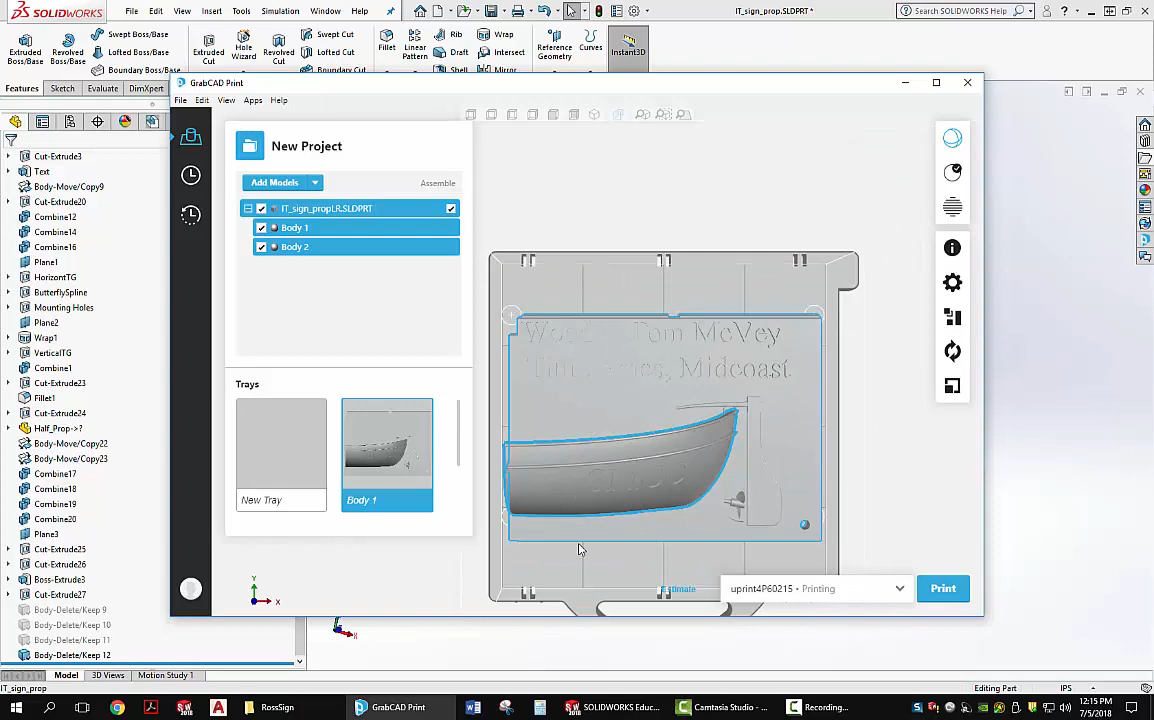 SOLIDWORKS File Edit View Insert Tools Simulation Window Help IT_sign_prop.SLDPRT * Search SOLIDWORKS Help
Extruded Boss/Base Revolved Boss/Base Swept Boss/Base Lofted Boss/Base Boundary Boss/Base Extruded Cut Hole Wizard Revolved Cut Swept Cut Lofted Cut Boundary Cut Fillet Linear Pattern Rib Draft Shell Wrap Intersect Mirror Reference Geometry Curves Instant3D
Features Sketch Evaluate DimXpert
GrabCAD Print
File Edit View Apps Help
New Project
Add Models Assemble
IT_sign_propLR.SLDPRT
Body 1
Body 2
Trays
New Tray
Body 1
Tom McVey
Midcoast
Estimate
uprint4P60215 • Printing
Print
Y
X
X
Cut-Extrude3
Text
Body-Move/Copy9
Cut-Extrude20
Combine12
Combine14
Combine16
Plane1
HorizontTG
ButterflySpline
Mounting Holes
Plane2
Wrap1
VerticalTG
Combine1
Cut-Extrude23
Fillet1
Cut-Extrude24
Half_Prop->?
Body-Move/Copy22
Body-Move/Copy23
Combine17
Combine18
Combine19
Combine20
Plane3
Cut-Extrude25
Cut-Extrude26
Boss-Extrude3
Cut-Extrude27
Body-Delete/Keep 9
Body-Delete/Keep 10
Body-Delete/Keep 11
Body-Delete/Keep 12
Model 3D Views Motion Study 1
IT_sign_prop Editing Part IPS
RossSign GrabCAD Print SOLIDWORKS Educ... Camtasia Studio - ... Recording... 12:15 PM
7/5/2018